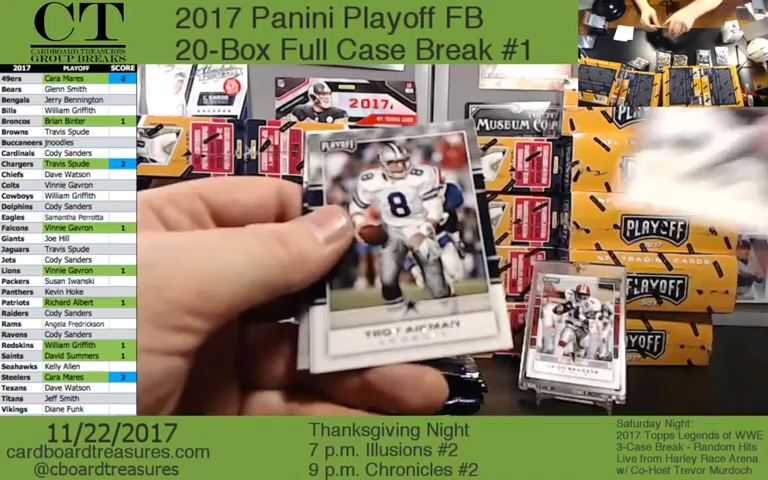 CT
CARDBOARD TREASURES
GROUP BREAKS
2017 Panini Playoff FB
20-Box Full Case Break #1
2017 PLAYOFF SCORE
49ers Cara Mares 2
Bears Glenn Smith
Bengals Jerry Bennington
Bills William Griffith
Broncos Brian Binter 1
Browns Travis Spude
Buccaneers Jnoodles
Cardinals Cody Sanders
Chargers Travis Spude 2
Chiefs Dave Watson
Colts Vinnie Gavron
Cowboys William Griffith
Dolphins Cody Sanders
Eagles Samantha Perrotta
Falcons Vinnie Gavron 1
Giants Joe Hill
Jaguars Travis Spude
Jets Cody Sanders
Lions Vinnie Gavron 1
Packers Susan Iwanski
Panthers Kevin Hoke
Patriots Richard Albert 1
Raiders Cody Sanders
Rams Angela Fredrickson
Ravens Cody Sanders
Redskins William Griffith 1
Saints David Summers 1
Seahawks Kelly Allen
Steelers Cara Mares 2
Texans Dave Watson
Titans Jeff Smith
Vikings Diane Funk
2017
MUSEUM
PLAYOFF
8
TROY AIKMAN
COWBOYS
PLAYOFF
PLAYOFF
PLAYOFF
11/22/2017
cardboardtreasures.com
@cboardtreasures
Thanksgiving Night
7 p.m. Illusions #2
9 p.m. Chronicles #2
Saturday Night:
2017 Topps Legends of WWE
3-Case Break - Random Hits
Live from Harley Race Arena
w/ Co-Host Trevor Murdoch